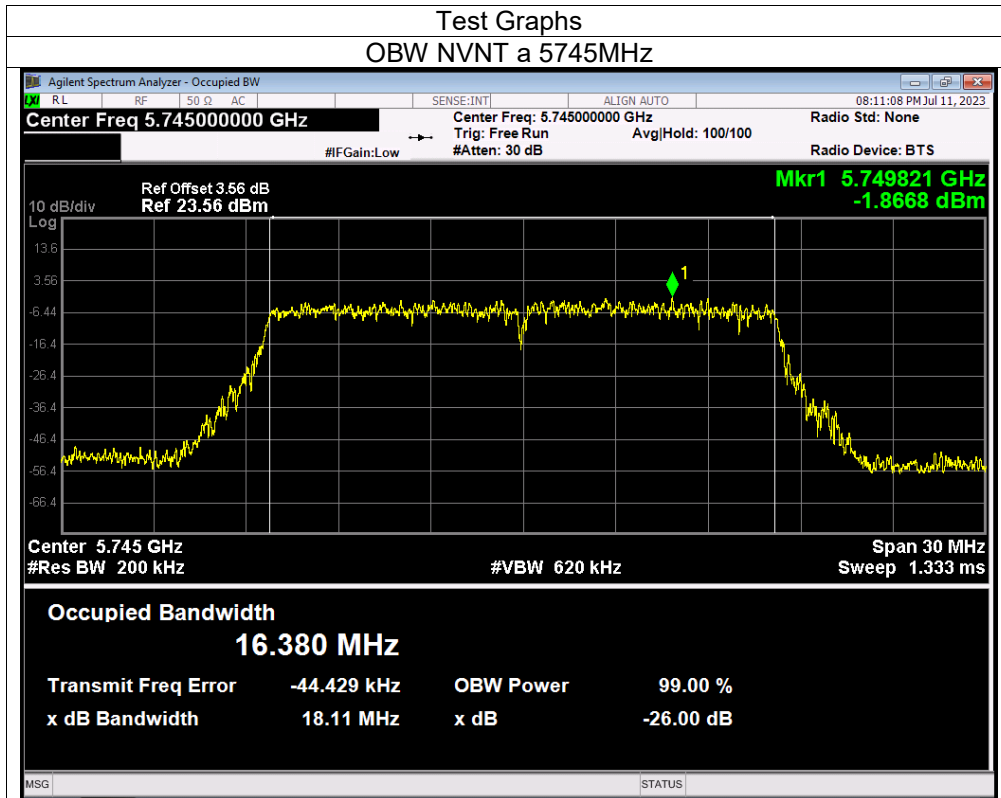 Test Graphs
OBW NVNT a 5745MHz
Agilent Spectrum Analyzer - Occupied BW
LXI RL RF 50 Ω AC SENSE:INT ALIGN AUTO 08:11:08 PM Jul 11, 2023
Center Freq 5.745000000 GHz Center Freq: 5.745000000 GHz Radio Std: None
Trig: Free Run Avg|Hold: 100/100
#IFGain:Low #Atten: 30 dB Radio Device: BTS
Mkr1 5.749821 GHz
Ref Offset 3.56 dB
10 dB/div Ref 23.56 dBm -1.8668 dBm
Log
13.6
1
3.56
-6.44
-16.4
-26.4
-36.4
-46.4
-56.4
-66.4
Center 5.745 GHz Span 30 MHz
#Res BW 200 kHz #VBW 620 kHz Sweep 1.333 ms
Occupied Bandwidth
16.380 MHz
Transmit Freq Error -44.429 kHz OBW Power 99.00 %
x dB Bandwidth 18.11 MHz x dB -26.00 dB
MSG STATUS